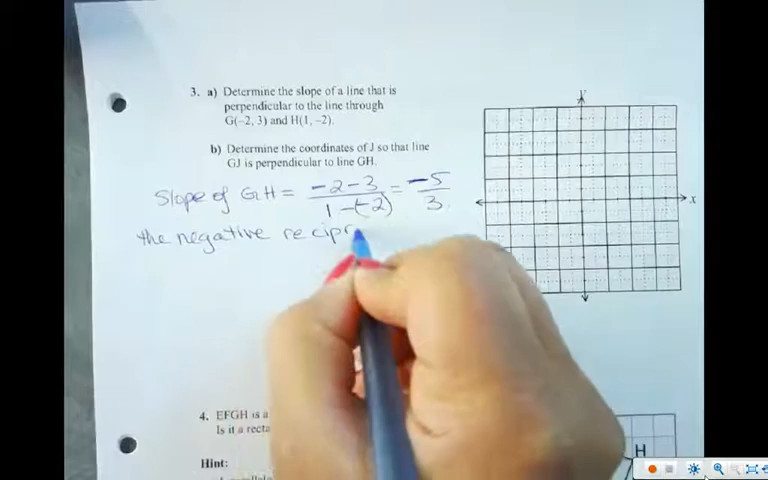 3. a) Determine the slope of a line that is
perpendicular to the line through
G(−2, 3) and H(1, −2).
b) Determine the coordinates of J so that line
GJ is perpendicular to line GH.
Slope of GH = -2-3 / 1-(-2) = -5/3.
the negative recipr
Y
x
4. EFGH is a
Is it a recta
Hint:
H